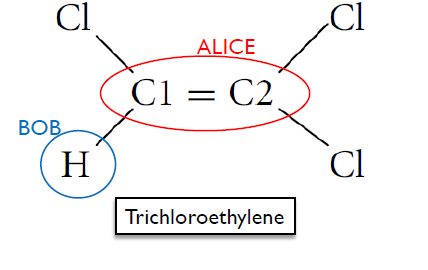 Cl Cl
ALICE
C1 = C2
BOB
H Cl
Trichloroethylene